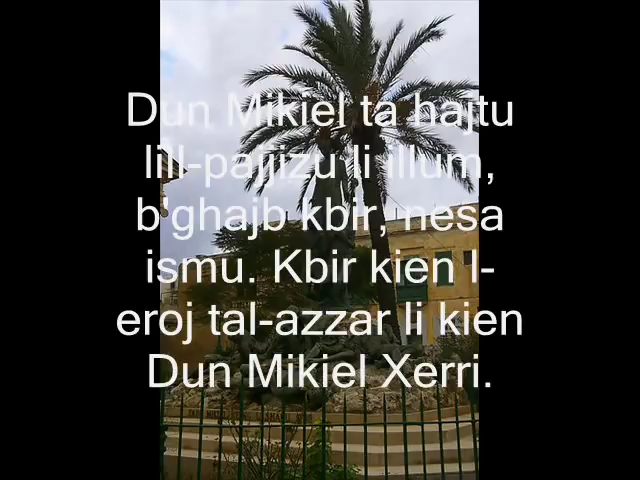 Dun Mikiel ta hajtu
lill-pajjizu li illum,
b'ghajb kbir, nesa
ismu. Kbir kien l-
eroj tal-azzar li kien
Dun Mikiel Xerri.